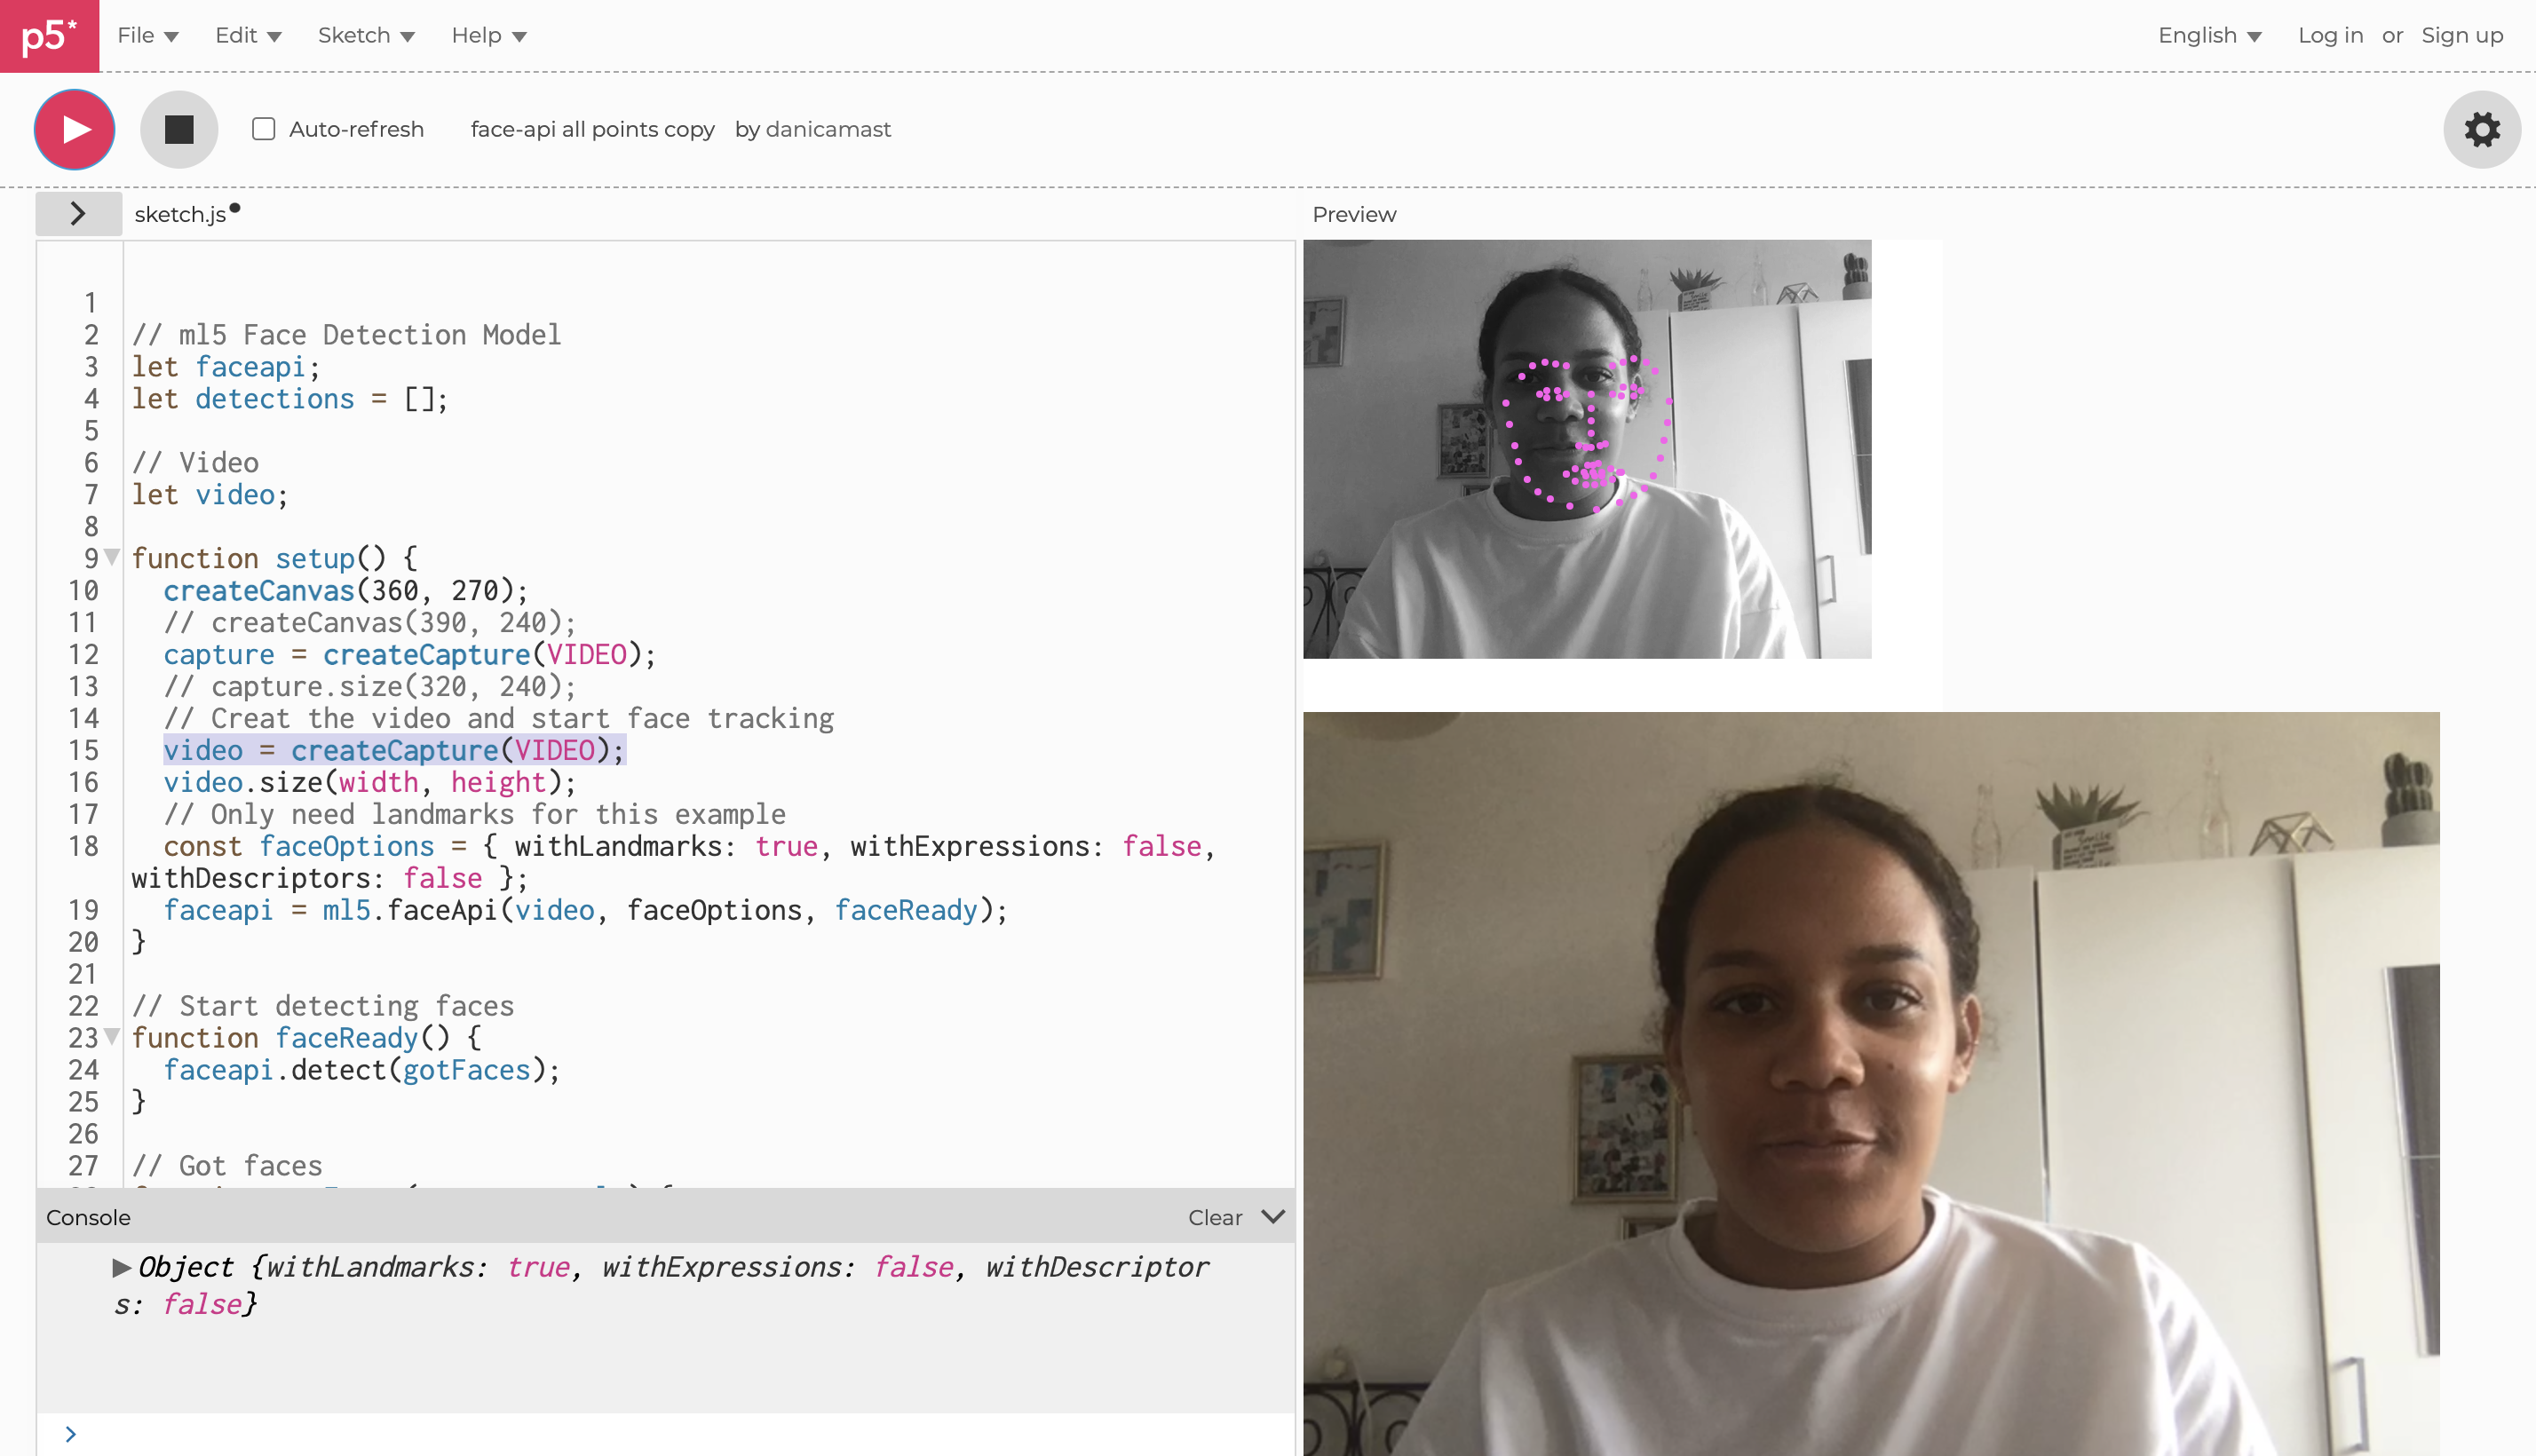 p5* File Edit Sketch Help English Log in or Sign up
Auto-refresh face-api all points copy by danicamast
sketch.js Preview
1
2 // ml5 Face Detection Model
3 let faceapi;
4 let detections = [];
5
6 // Video
7 let video;
8
9 function setup() {
10 createCanvas(360, 270);
11 // createCanvas(390, 240);
12 capture = createCapture(VIDEO);
13 // capture.size(320, 240);
14 // Creat the video and start face tracking
15 video = createCapture(VIDEO);
16 video.size(width, height);
17 // Only need landmarks for this example
18 const faceOptions = { withLandmarks: true, withExpressions: false,
withDescriptors: false };
19 faceapi = ml5.faceApi(video, faceOptions, faceReady);
20 }
21
22 // Start detecting faces
23 function faceReady() {
24 faceapi.detect(gotFaces);
25 }
26
27 // Got faces
Console Clear
Object {withLandmarks: true, withExpressions: false, withDescriptor
s: false}
>